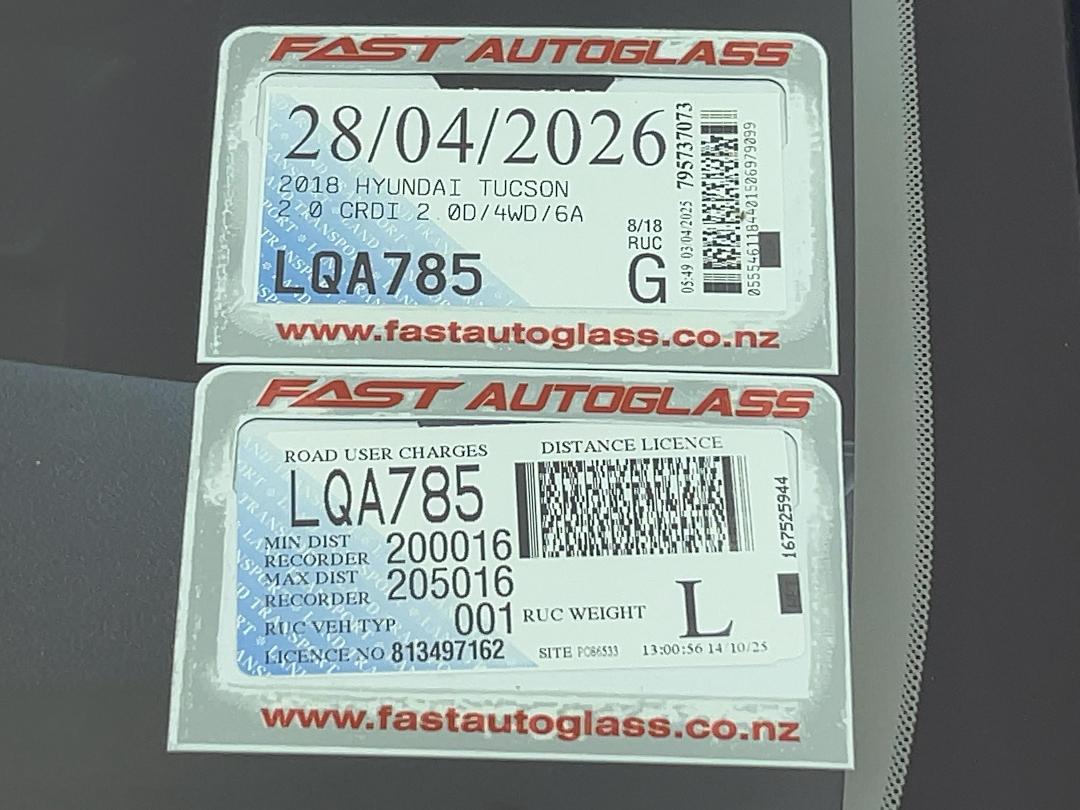 FAST AUTOGLASS
28/04/2026
2018 HYUNDAI TUCSON
2 0 CRDI 2 0D/4WD/6A
8/18
RUC
LQA785
G
05:49 03/04/2025 795737073
www.fastautoglass.co.nz
FAST AUTOGLASS
ROAD USER CHARGES DISTANCE LICENCE
LQA785
MIN DIST
RECORDER 200016
MAX DIST
RECORDER 205016
RUC VEH TYP 001 RUC WEIGHT L
LICENCE NO 813497162 SITE PC86533 13:00:56 14/10/25
167525944
www.fastautoglass.co.nz